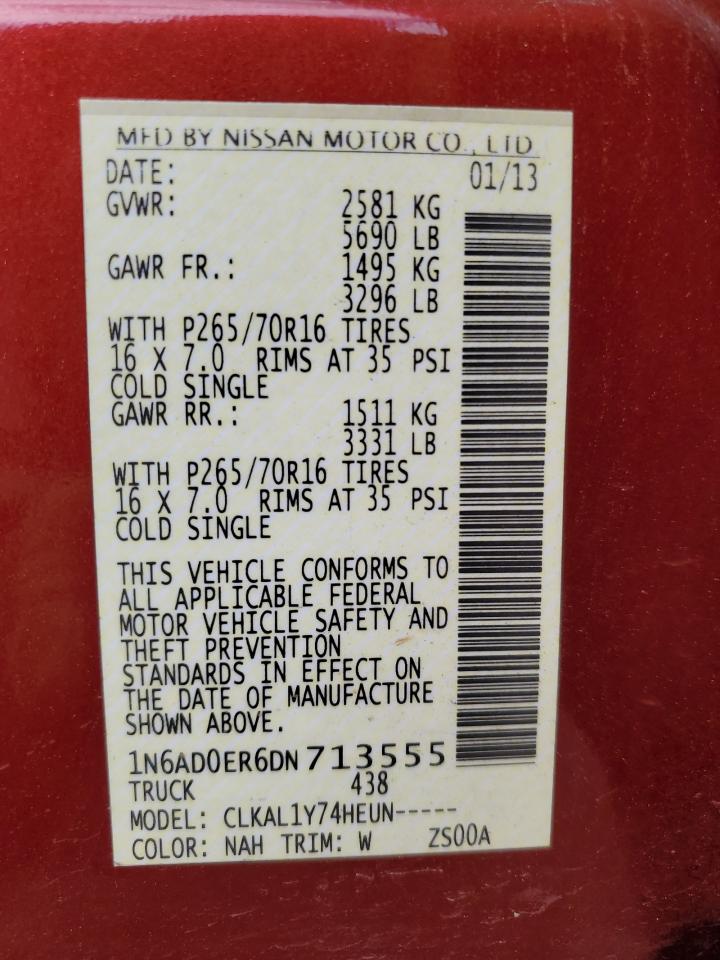 MFD BY NISSAN MOTOR CO., LTD
DATE: 01/13
GVWR: 2581 KG
5690 LB
GAWR FR.: 1495 KG
3296 LB
WITH P265/70R16 TIRES
16 X 7.0 RIMS AT 35 PSI
COLD SINGLE
GAWR RR.: 1511 KG
3331 LB
WITH P265/70R16 TIRES
16 X 7.0 RIMS AT 35 PSI
COLD SINGLE
THIS VEHICLE CONFORMS TO
ALL APPLICABLE FEDERAL
MOTOR VEHICLE SAFETY AND
THEFT PREVENTION
STANDARDS IN EFFECT ON
THE DATE OF MANUFACTURE
SHOWN ABOVE.
1N6AD0ER6DN713555
TRUCK 438
MODEL: CLKAL1Y74HEUN-----
COLOR: NAH TRIM: W ZS00A